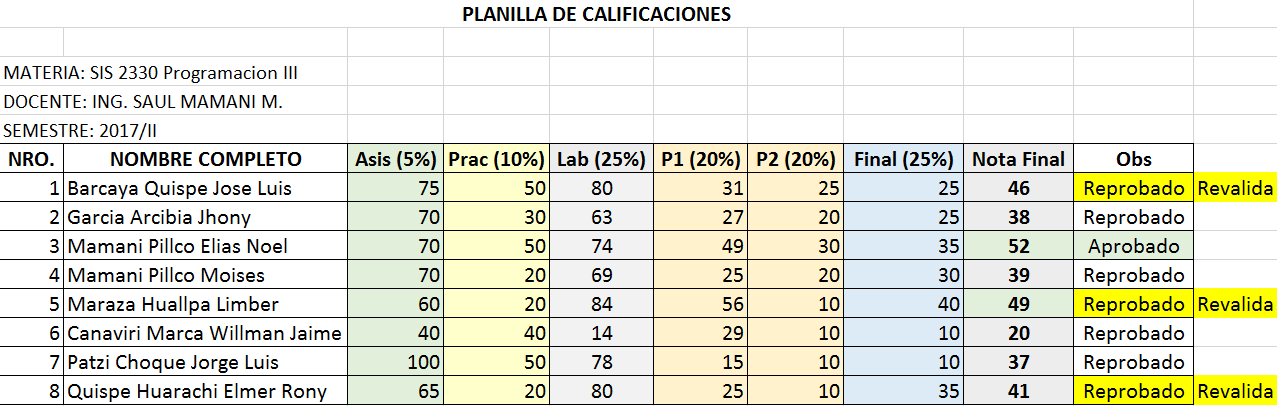 PLANILLA DE CALIFICACIONES
MATERIA: SIS 2330 Programacion III
DOCENTE: ING. SAUL MAMANI M.
SEMESTRE: 2017/II
NRO. NOMBRE COMPLETO Asis (5%) Prac (10%) Lab (25%) P1 (20%) P2 (20%) Final (25%) Nota Final Obs
1 Barcaya Quispe Jose Luis 75 50 80 31 25 25 46 Reprobado Revalida
2 Garcia Arcibia Jhony 70 30 63 27 20 25 38 Reprobado
3 Mamani Pillco Elias Noel 70 50 74 49 30 35 52 Aprobado
4 Mamani Pillco Moises 70 20 69 25 20 30 39 Reprobado
5 Maraza Huallpa Limber 60 20 84 56 10 40 49 Reprobado Revalida
6 Canaviri Marca Willman Jaime 40 40 14 29 10 10 20 Reprobado
7 Patzi Choque Jorge Luis 100 50 78 15 10 10 37 Reprobado
8 Quispe Huarachi Elmer Rony 65 20 80 25 10 35 41 Reprobado Revalida